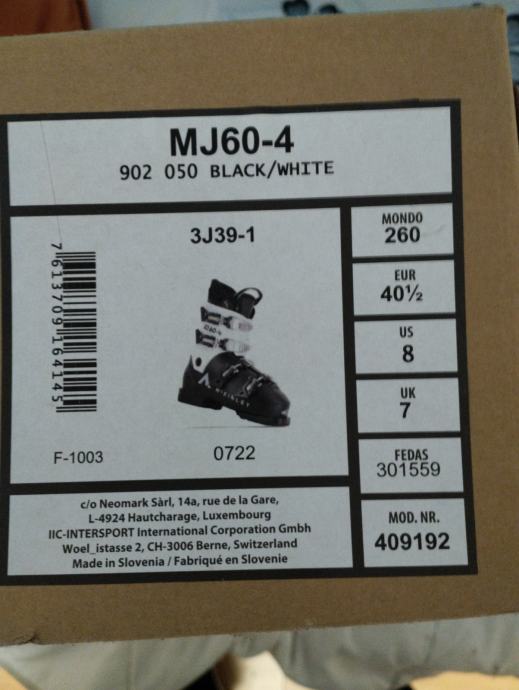 MJ60-4
902 050 BLACK/WHITE
3J39-1
7613709164145
F-1003
0722
MONDO
260
EUR
40½
US
8
UK
7
FEDAS
301559
MOD. NR.
409192
c/o Neomark Sàrl, 14a, rue de la Gare,
L-4924 Hautcharage, Luxembourg
IIC-INTERSPORT International Corporation Gmbh
Woel_istasse 2, CH-3006 Berne, Switzerland
Made in Slovenia / Fabriqué en Slovenie